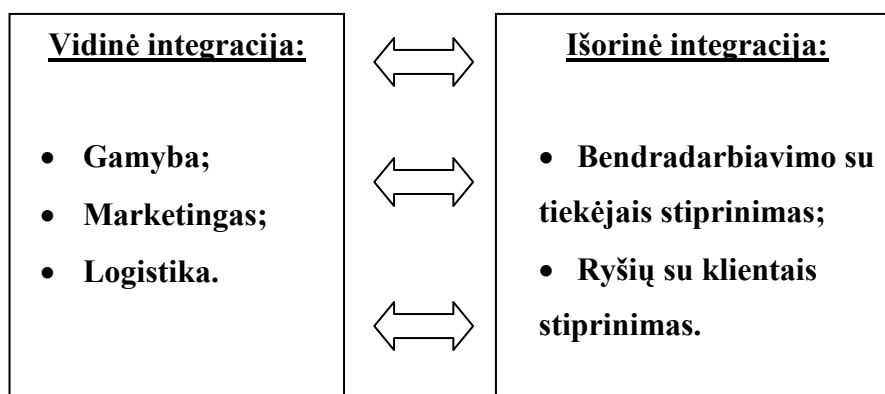 Vidinė integracija:
• Gamyba;
• Marketingas;
• Logistika.
Išorinė integracija:
• Bendradarbiavimo su
tiekėjais stiprinimas;
• Ryšių su klientais
stiprinimas.